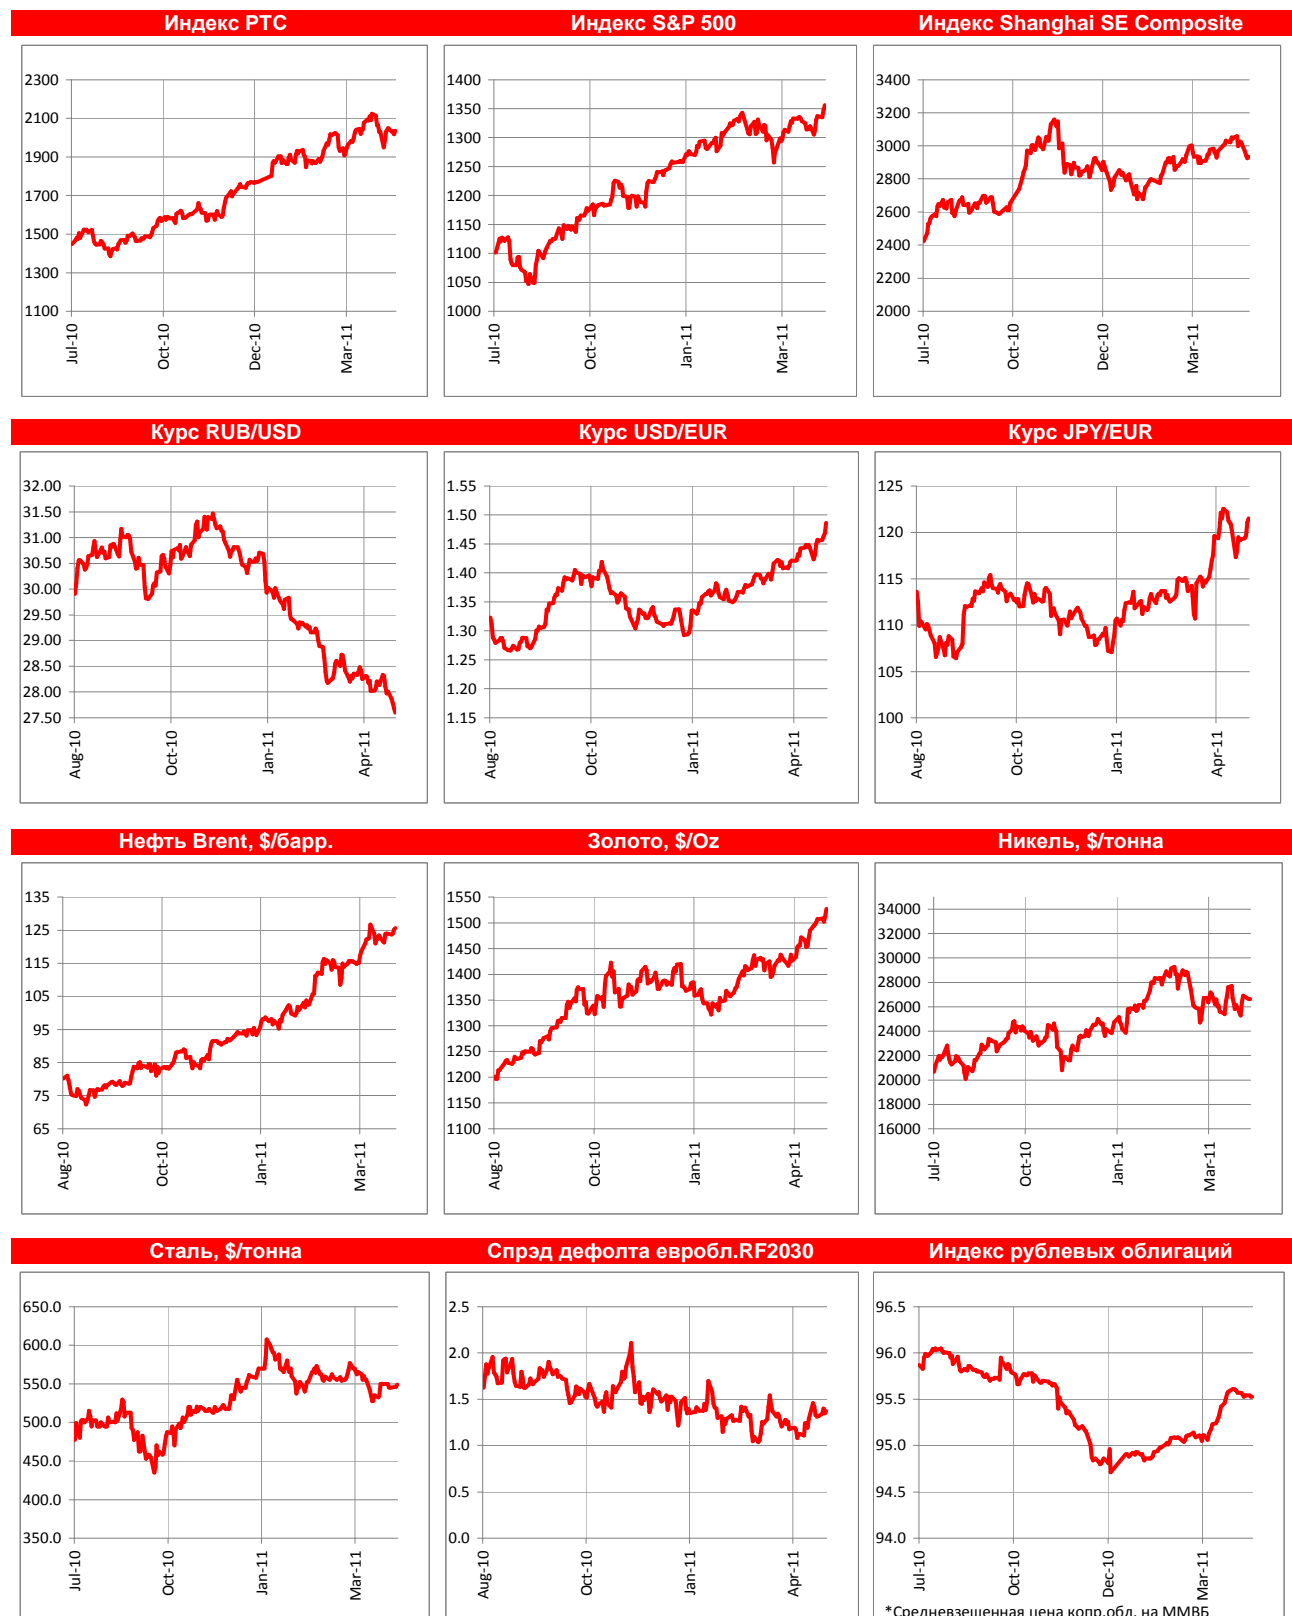 Индекс РТС
Индекс S&P 500
Индекс Shanghai SE Composite
2300
2100
1900
1700
1500
1300
1100
Jul-10
Oct-10
Dec-10
Mar-11
1400
1350
1300
1250
1200
1150
1100
1050
1000
Jul-10
Oct-10
Jan-11
Mar-11
3400
3200
3000
2800
2600
2400
2200
2000
Jul-10
Oct-10
Dec-10
Mar-11
Курс RUB/USD
Курс USD/EUR
Курс JPY/EUR
32.00
31.50
31.00
30.50
30.00
29.50
29.00
28.50
28.00
27.50
Aug-10
Oct-10
Jan-11
Apr-11
1.55
1.50
1.45
1.40
1.35
1.30
1.25
1.20
1.15
Aug-10
Oct-10
Jan-11
Apr-11
125
120
115
110
105
100
Aug-10
Oct-10
Jan-11
Apr-11
Нефть Brent, $/барр.
Золото, $/Oz
Никель, $/тонна
135
125
115
105
95
85
75
65
Aug-10
Oct-10
Jan-11
Mar-11
1550
1500
1450
1400
1350
1300
1250
1200
1150
1100
Aug-10
Oct-10
Jan-11
Apr-11
34000
32000
30000
28000
26000
24000
22000
20000
18000
16000
Jul-10
Oct-10
Jan-11
Mar-11
Сталь, $/тонна
Спрэд дефолта евробл.RF2030
Индекс рублевых облигаций
650.0
600.0
550.0
500.0
450.0
400.0
350.0
Jul-10
Oct-10
Jan-11
Mar-11
2.5
2.0
1.5
1.0
0.5
0.0
Aug-10
Oct-10
Jan-11
Apr-11
96.5
96.0
95.5
95.0
94.5
94.0
Jul-10
Oct-10
Dec-10
Mar-11
*Средневзешенная цена копр.обл. на ММВБ